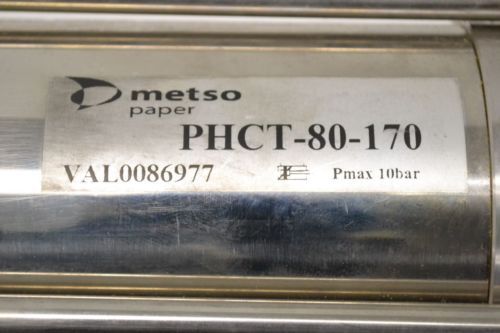 metso
paper
PHCT-80-170
VAL0086977 Pmax 10bar